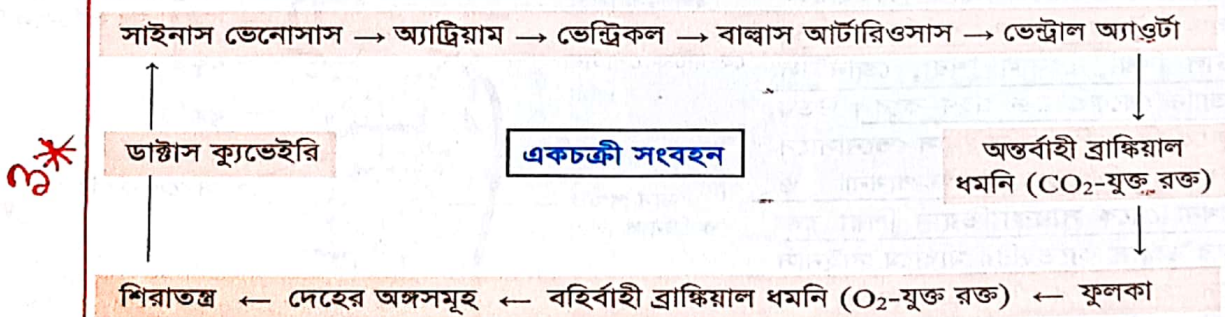 সাইনাস ভেনোসাস → অ্যাট্রিয়াম → ভেন্ট্রিকল → বাল্বাস আর্টারিওসাস → ভেন্ট্রাল অ্যাওর্টা
ডাক্টাস ক্যুভেইরি
একচক্রী সংবহন
অন্তর্বাহী ব্রাঙ্কিয়াল
ধমনি (CO₂-যুক্ত রক্ত)
শিরাতন্ত্র ← দেহের অঙ্গসমূহ ← বহির্বাহী ব্রাঙ্কিয়াল ধমনি (O₂-যুক্ত রক্ত) ← ফুলকা